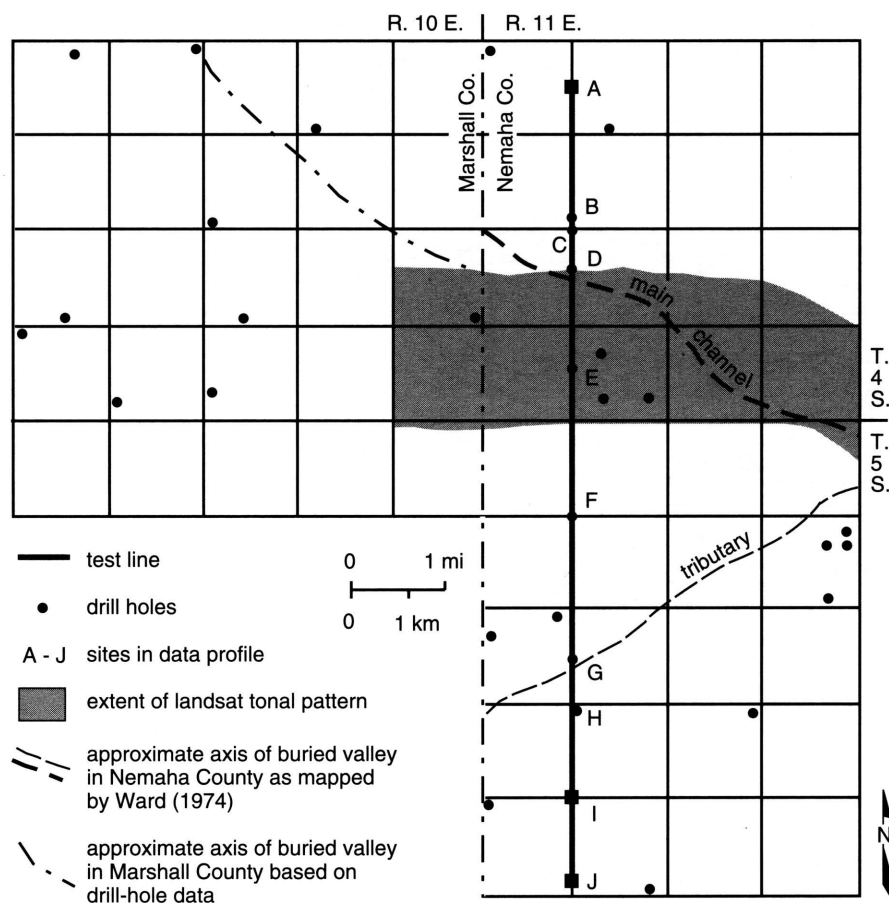 R. 10 E. R. 11 E.
Marshall Co.
Nemaha Co.
A
B
C
D
main
channel
E
T.
4
S.
T.
5
S.
F
tributary
G
H
I
J
N
test line
drill holes
A - J sites in data profile
extent of landsat tonal pattern
approximate axis of buried valley
in Nemaha County as mapped
by Ward (1974)
approximate axis of buried valley
in Marshall County based on
drill-hole data
0 1 mi
0 1 km